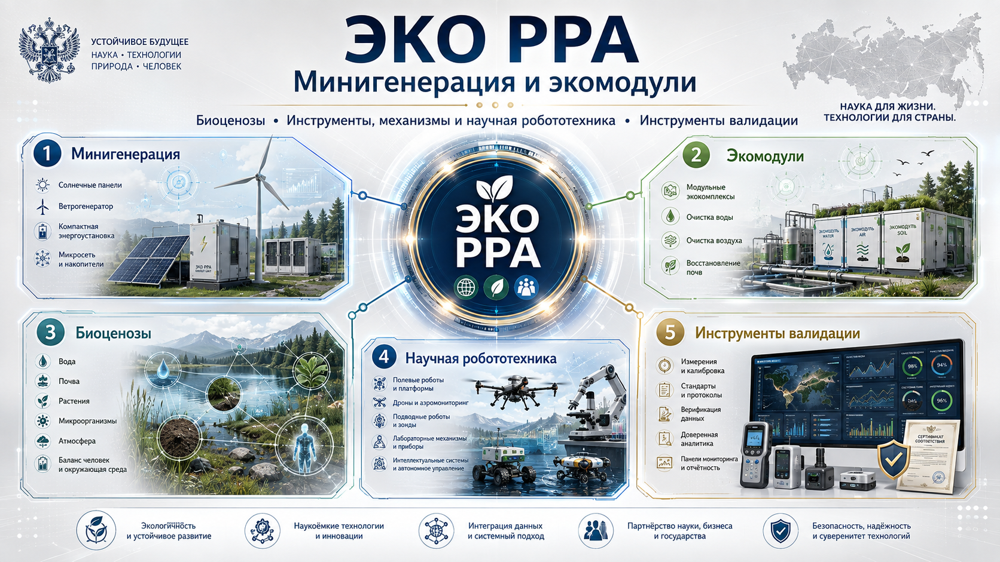 УСТОЙЧИВОЕ БУДУЩЕЕ
НАУКА • ТЕХНОЛОГИИ
ПРИРОДА • ЧЕЛОВЕК
ЭКО РРА
Минигенерация и экомодули
Биоценозы • Инструменты, механизмы и научная робототехника • Инструменты валидации
НАУКА ДЛЯ ЖИЗНИ.
ТЕХНОЛОГИИ ДЛЯ СТРАНЫ.
1 Минигенерация
Солнечные панели
Ветрогенератор
Компактная
энергоустановка
Микросеть
и накопители
ЭКО РРА
ЭКО
РРА
2 Экомодули
Модульные
экокомплексы
Очистка воды
Очистка воздуха
Восстановление
почв
ЭКОМОДУЛЬ
WATER
ЭКОМОДУЛЬ
AIR
ЭКОМОДУЛЬ
SOIL
3 Биоценозы
Вода
Почва
Растения
Микроорганизмы
Атмосфера
Баланс человек
и окружающая среда
4 Научная робототехника
Полевые роботы
и платформы
Дроны и аэромониторинг
Подводные роботы
и зонды
Лабораторные механизмы
и приборы
Интеллектуальные системы
и автономное управление
5 Инструменты валидации
Измерения
и калибровка
Стандарты
и протоколы
Верификация
данных
Доверенная
аналитика
Панели мониторинга
и отчётность
98%
94%
96%
СЕРТИФИКАТ
СООТВЕТСТВИЯ
Экологичность
и устойчивое развитие
Наукоёмкие технологии
и инновации
Интеграция данных
и системный подход
Партнёрство науки, бизнеса
и государства
Безопасность, надёжность
и суверенитет технологий